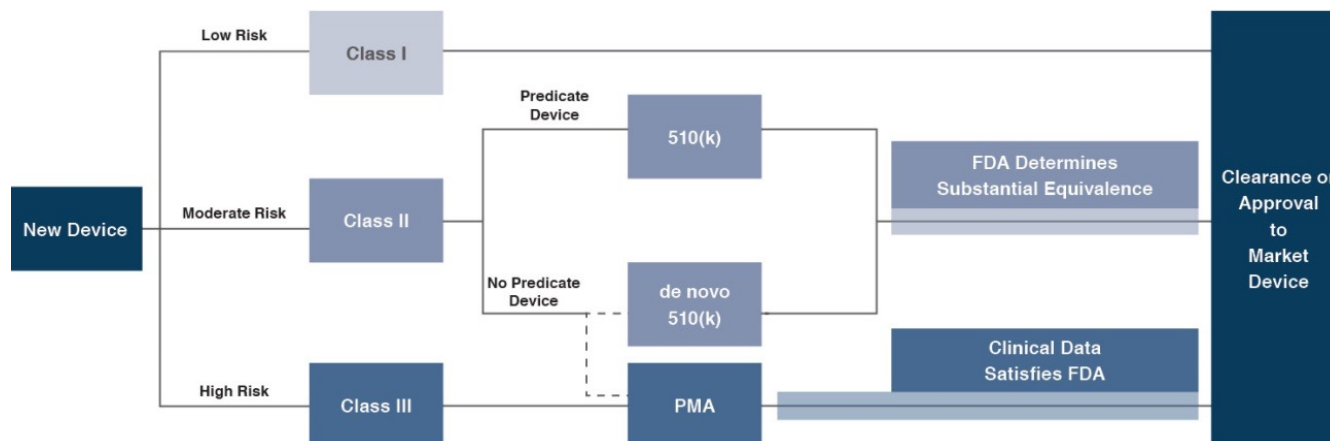 New Device
Low Risk
Moderate Risk
High Risk
Class I
Class II
Class III
Predicate
Device
No Predicate
Device
510(k)
de novo
510(k)
PMA
FDA Determines
Substantial Equivalence
Clinical Data
Satisfies FDA
Clearance or
Approval
to
Market
Device